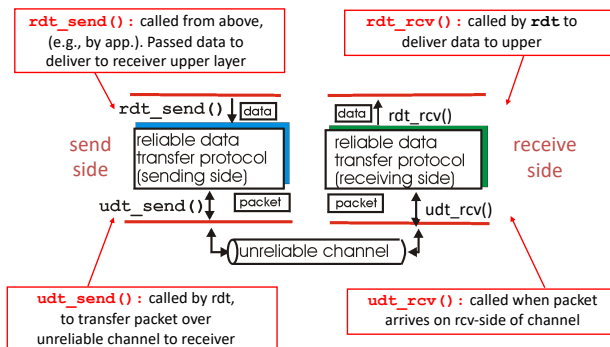 rdt_send(): called from above,
(e.g., by app.). Passed data to
deliver to receiver upper layer
rdt_rcv(): called by rdt to
deliver data to upper
rdt_send()
data
data
rdt_rcv()
send
side
reliable data
transfer protocol
(sending side)
reliable data
transfer protocol
(receiving side)
receive
side
udt_send()
packet
packet
udt_rcv()
unreliable channel
udt_send(): called by rdt,
to transfer packet over
unreliable channel to receiver
udt_rcv(): called when packet
arrives on rcv-side of channel